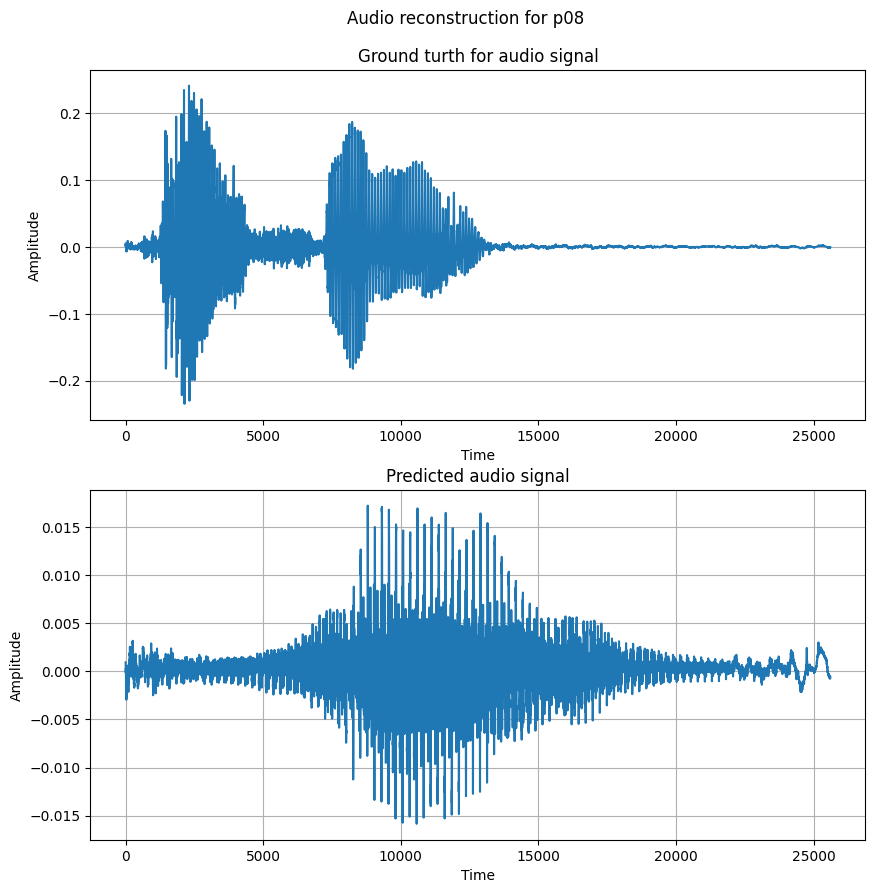 Audio reconstruction for p08
Ground turth for audio signal
0.2
0.1
0.0
−0.1
−0.2
Amplitude
0 5000 10000 15000 20000 25000
Time
Predicted audio signal
0.015
0.010
0.005
0.000
−0.005
−0.010
−0.015
Amplitude
0 5000 10000 15000 20000 25000
Time